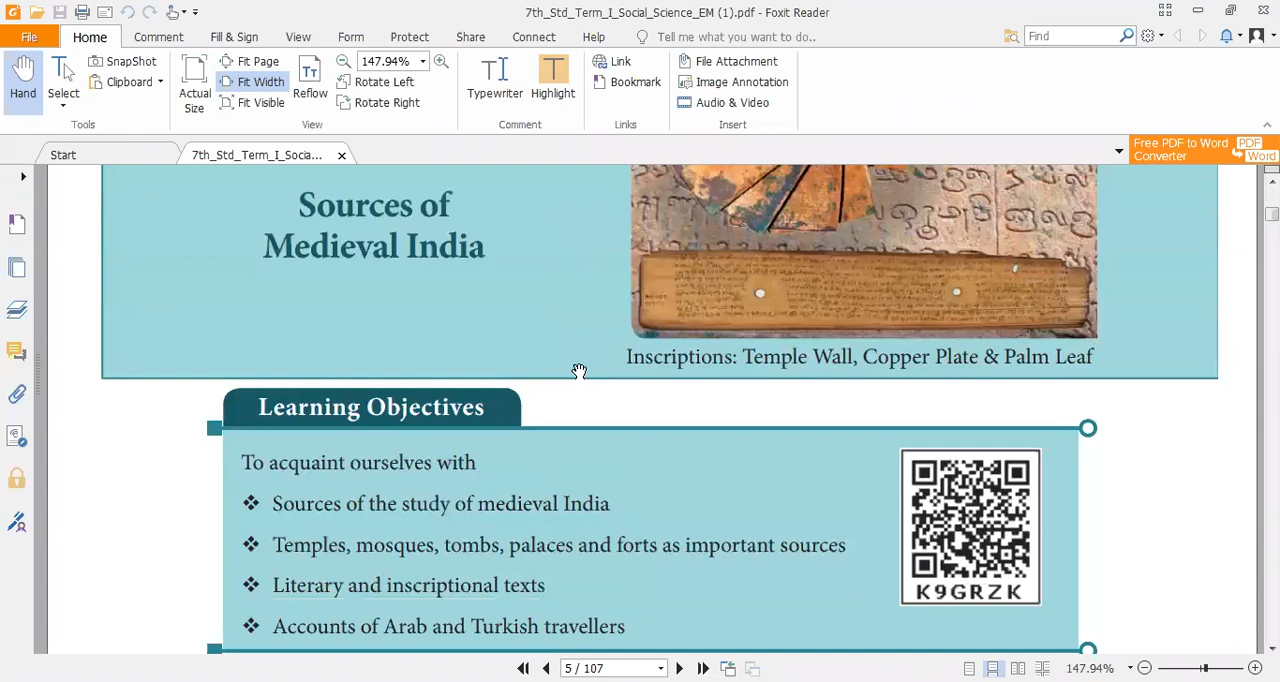 7th_Std_Term_I_Social_Science_EM (1).pdf - Foxit Reader
File Home Comment Fill & Sign View Form Protect Share Connect Help Tell me what you want to do.. Find
Hand
Select
SnapShot
Clipboard
Tools
Actual Size
Fit Page
Fit Width
Fit Visible
Reflow
147.94%
Rotate Left
Rotate Right
View
Typewriter
Highlight
Comment
Link
Bookmark
Links
File Attachment
Image Annotation
Audio & Video
Insert
Start 7th_Std_Term_I_Socia...
Free PDF to Word Converter
PDF
Word
Sources of
Medieval India
Inscriptions: Temple Wall, Copper Plate & Palm Leaf
Learning Objectives
To acquaint ourselves with
❖ Sources of the study of medieval India
❖ Temples, mosques, tombs, palaces and forts as important sources
❖ Literary and inscriptional texts
❖ Accounts of Arab and Turkish travellers
K9GRZK
5 / 107
147.94%